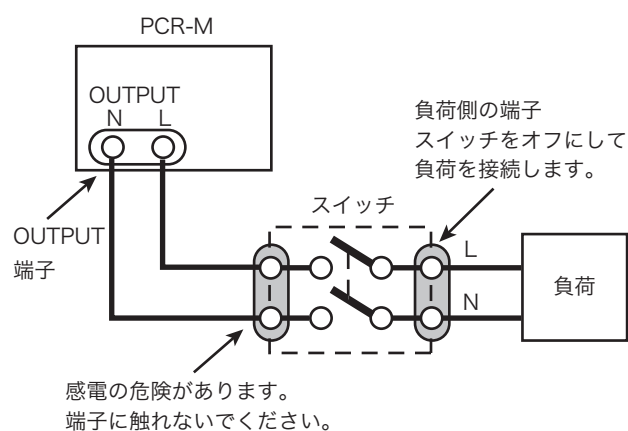 PCR-M
OUTPUT
N L
OUTPUT
端子
負荷側の端子
スイッチをオフにして
負荷を接続します。
スイッチ
L
N
負荷
感電の危険があります。
端子に触れないでください。